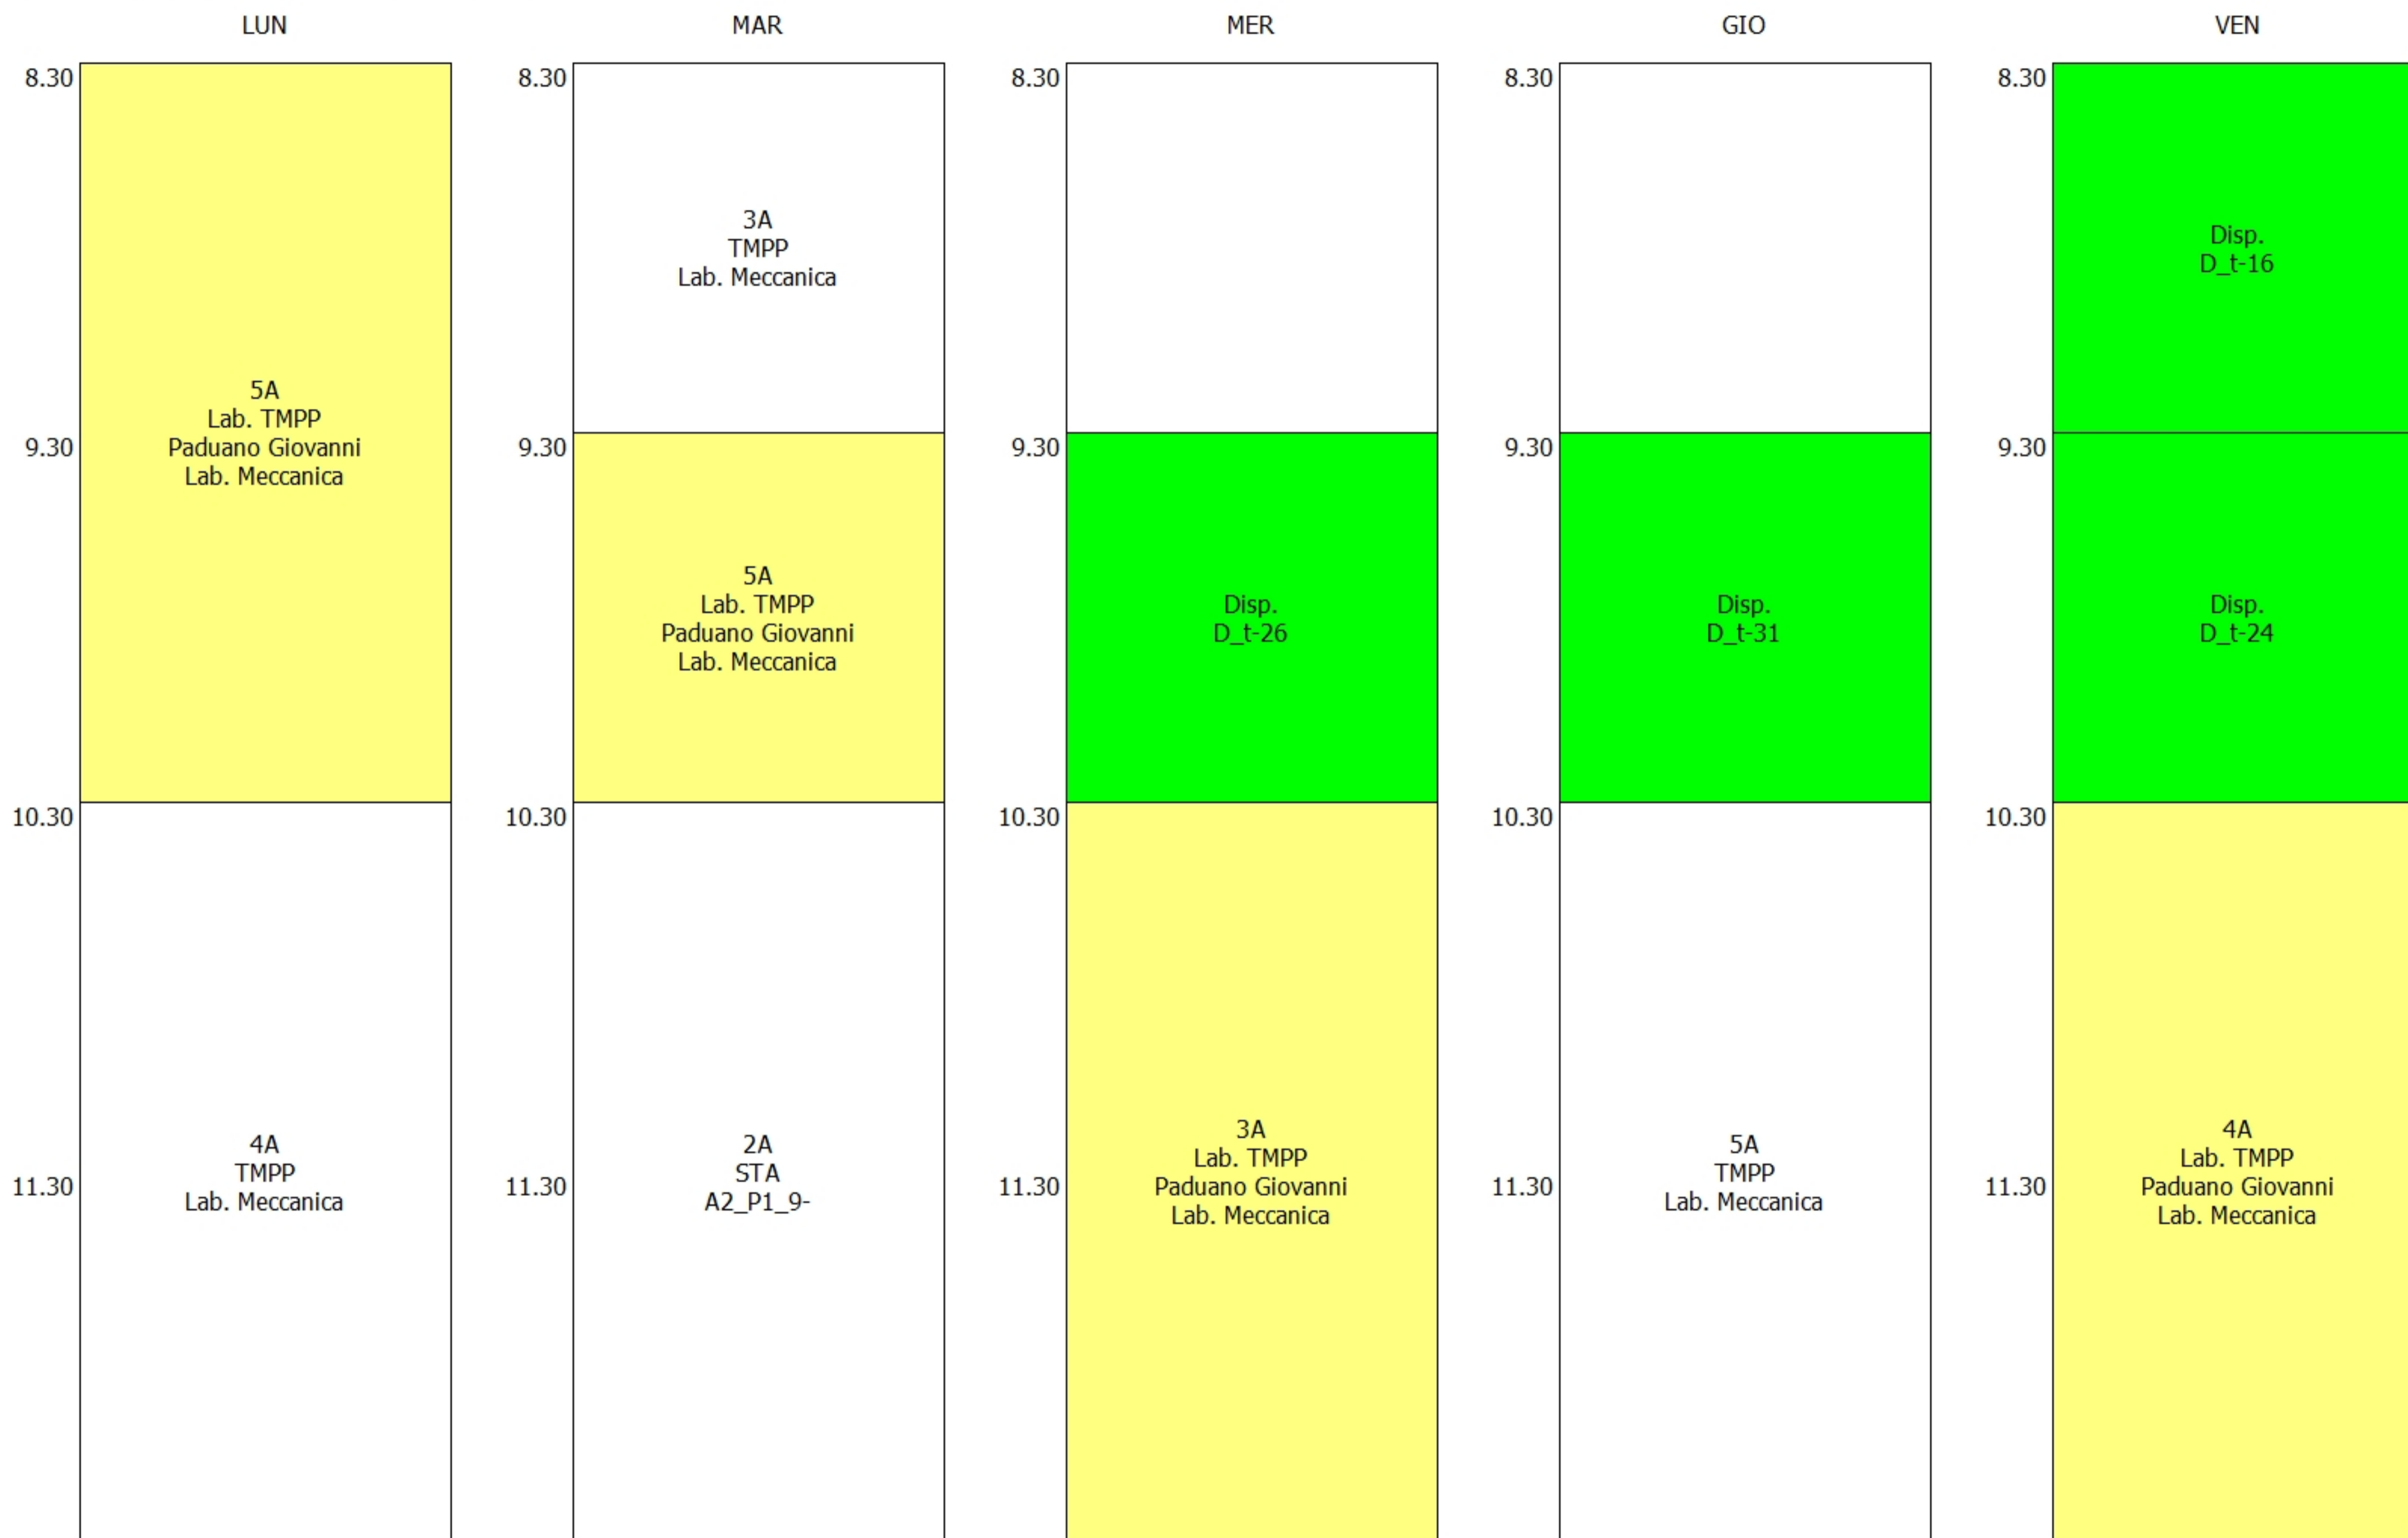 LUN
MAR
MER
GIO
VEN
8.30
8.30
8.30
8.30
8.30
3A
TMPP
Lab. Meccanica
Disp.
D_t-16
5A
Lab. TMPP
Paduano Giovanni
Lab. Meccanica
9.30
9.30
9.30
9.30
9.30
5A
Lab. TMPP
Paduano Giovanni
Lab. Meccanica
Disp.
D_t-26
Disp.
D_t-31
Disp.
D_t-24
10.30
10.30
10.30
10.30
10.30
4A
TMPP
Lab. Meccanica
2A
STA
A2_P1_9-
3A
Lab. TMPP
Paduano Giovanni
Lab. Meccanica
5A
TMPP
Lab. Meccanica
4A
Lab. TMPP
Paduano Giovanni
Lab. Meccanica
11.30
11.30
11.30
11.30
11.30